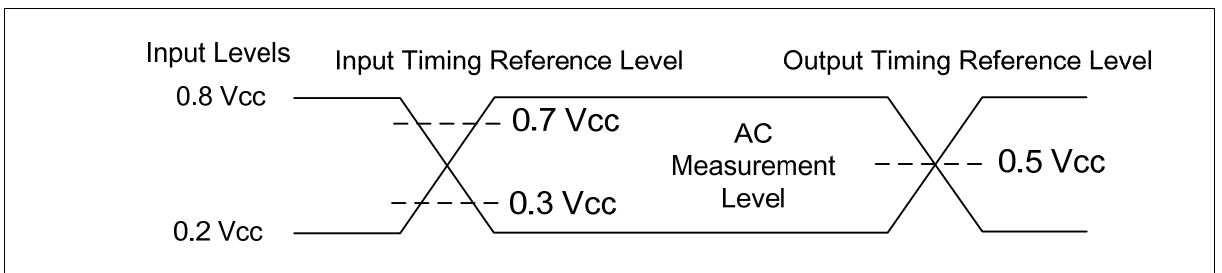 Input Levels
Input Timing Reference Level
Output Timing Reference Level
0.8 Vcc
0.7 Vcc
AC
Measurement
Level
0.5 Vcc
0.3 Vcc
0.2 Vcc